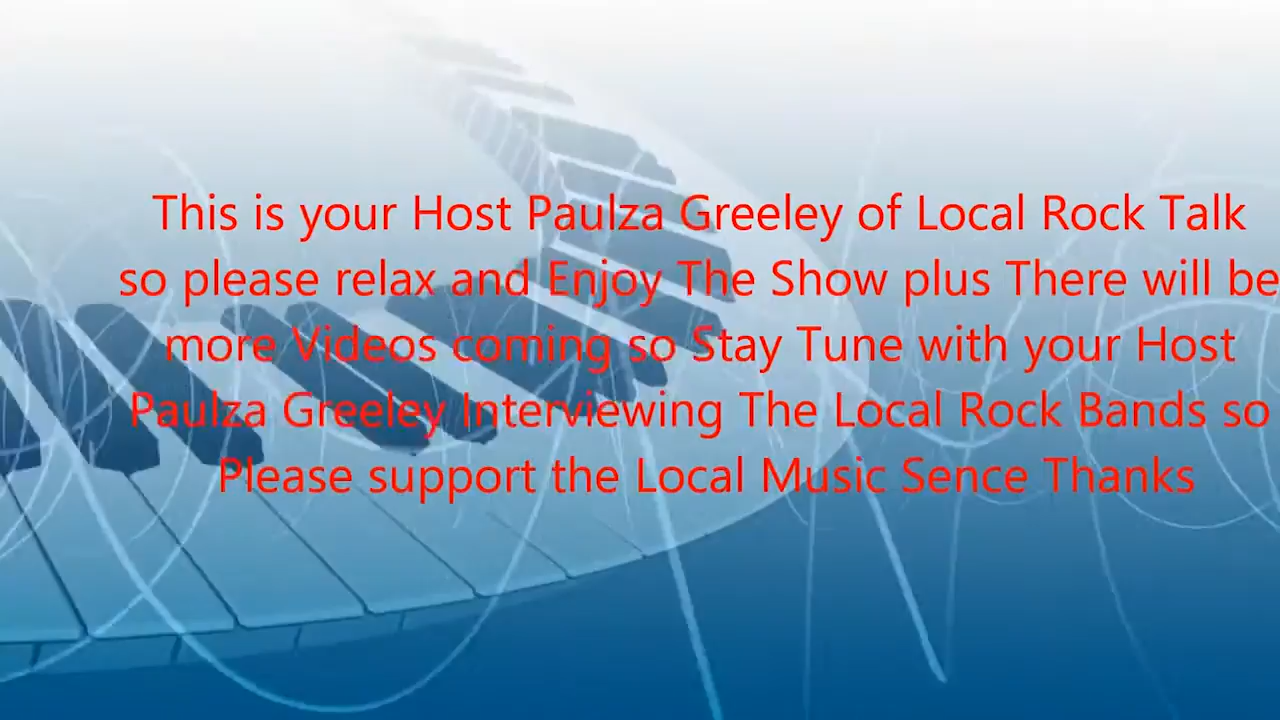 This is your Host Paulza Greeley of Local Rock Talk
so please relax and Enjoy The Show plus There will be
more Videos coming so Stay Tune with your Host
Paulza Greeley Interviewing The Local Rock Bands so
Please support the Local Music Sence Thanks